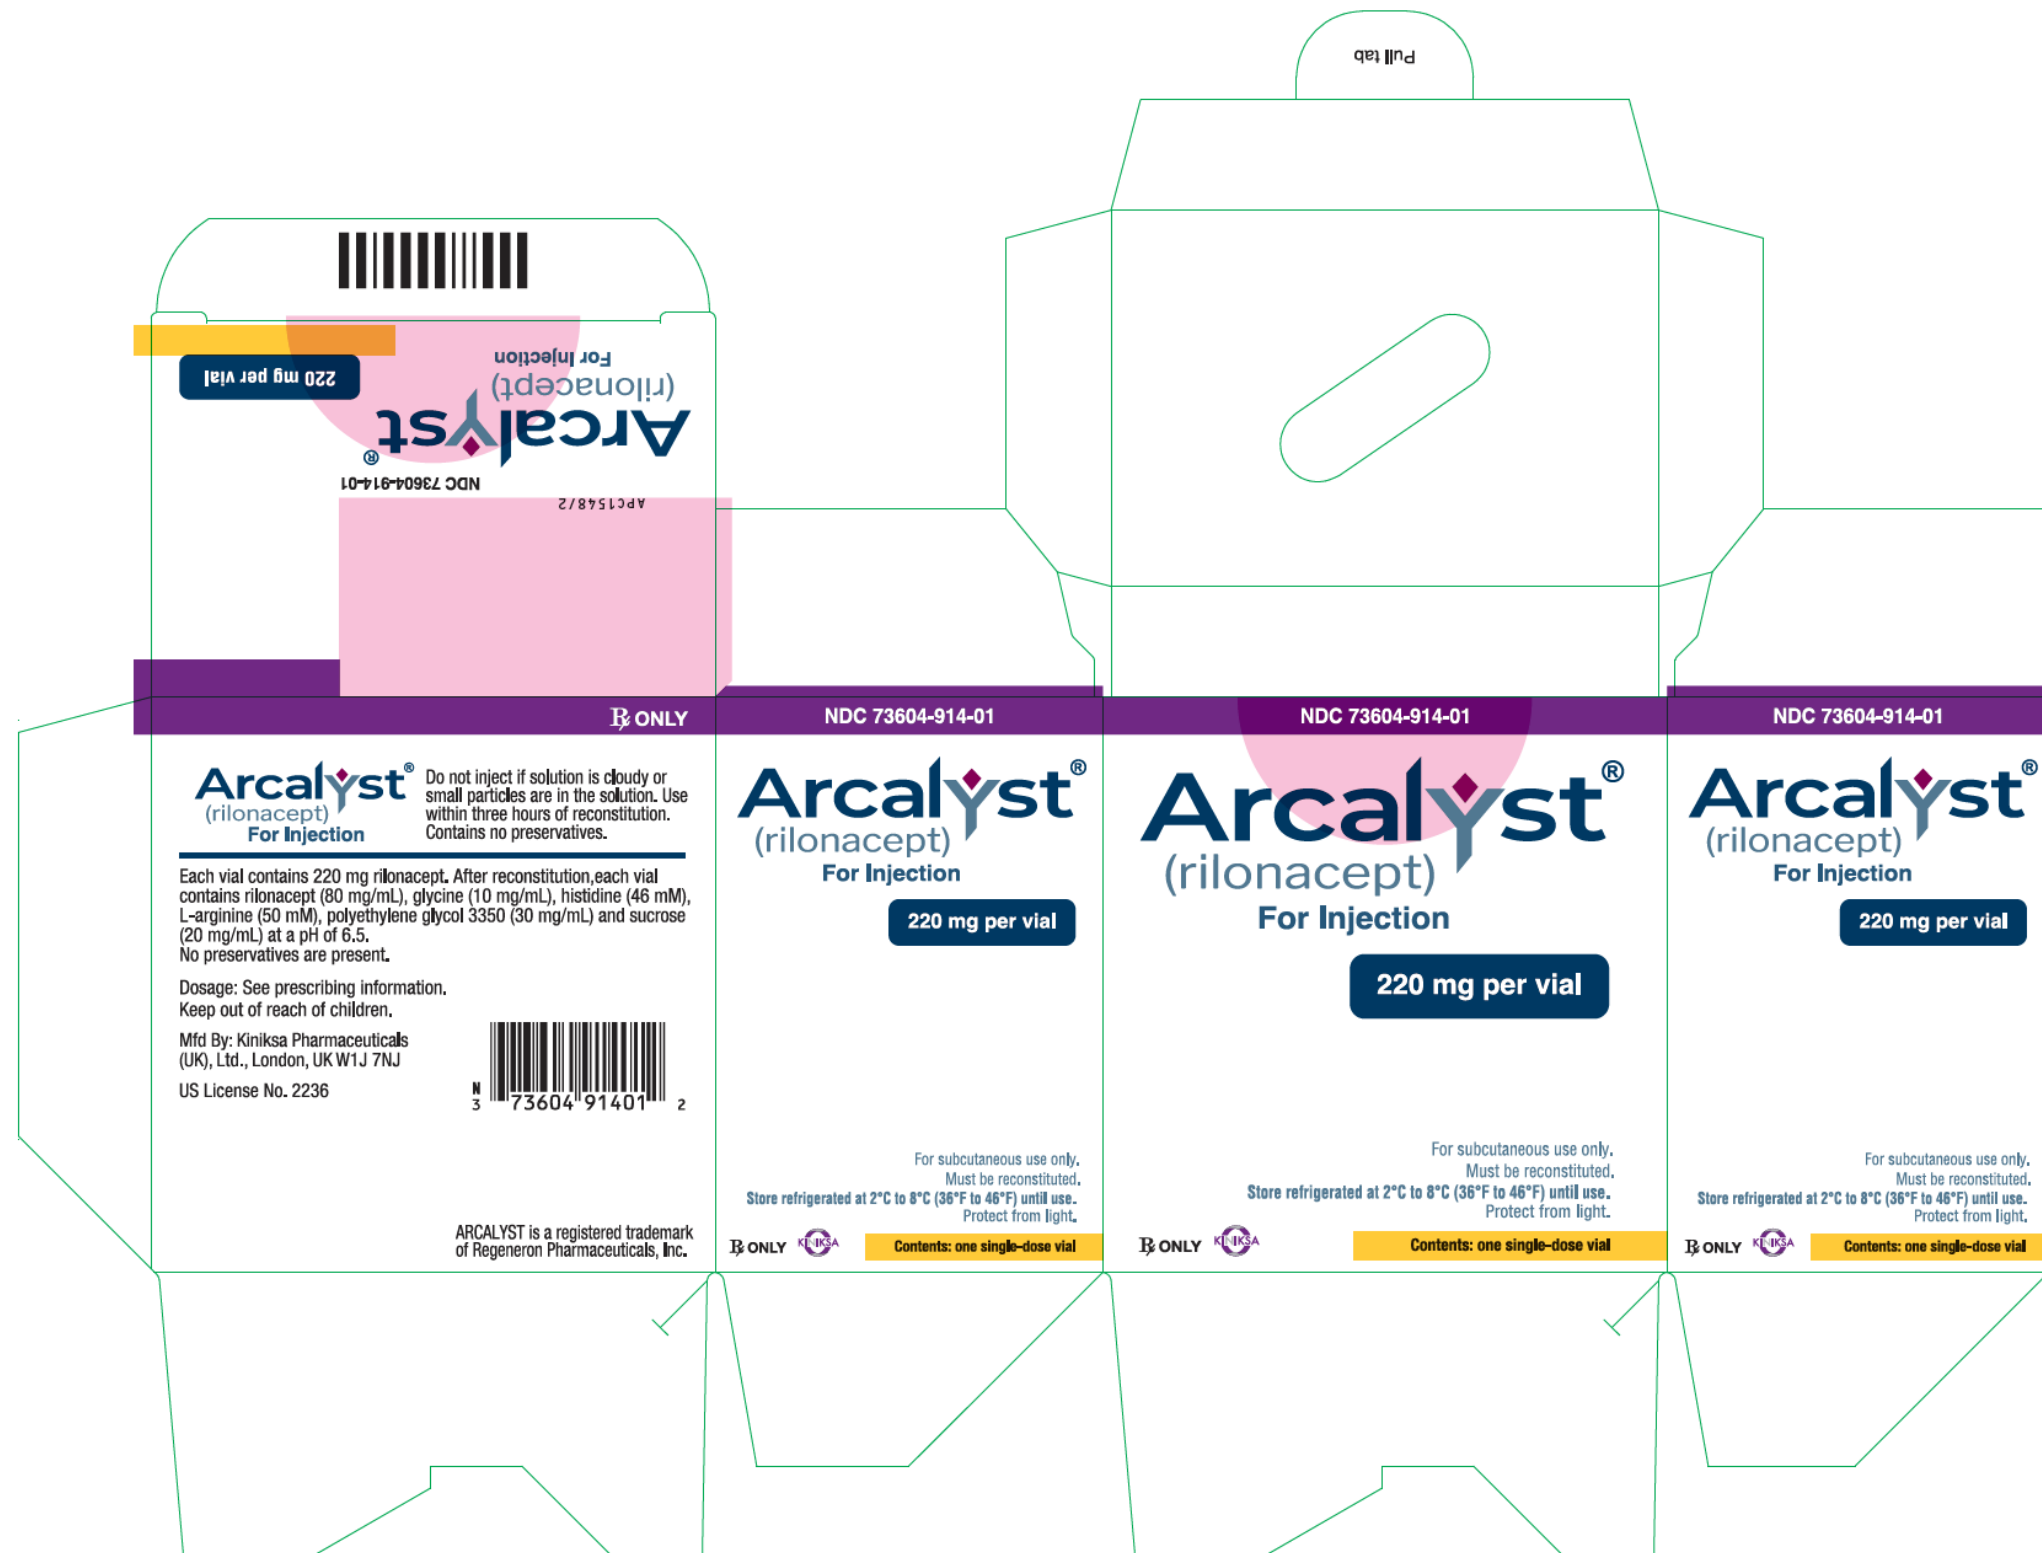 Pull tab
220 mg per vial
For Injection
(rilonacept)
Arcalyst®
NDC 73604-914-01
APC1548/2
℞ ONLY
Arcalyst®
(rilonacept)
For Injection
Do not inject if solution is cloudy or
small particles are in the solution. Use
within three hours of reconstitution.
Contains no preservatives.
Each vial contains 220 mg rilonacept. After reconstitution,each vial
contains rilonacept (80 mg/mL), glycine (10 mg/mL), histidine (46 mM),
L-arginine (50 mM), polyethylene glycol 3350 (30 mg/mL) and sucrose
(20 mg/mL) at a pH of 6.5.
No preservatives are present.
Dosage: See prescribing information.
Keep out of reach of children.
Mfd By: Kiniksa Pharmaceuticals
(UK), Ltd., London, UK W1J 7NJ
US License No. 2236
N
3 73604 91401 2
ARCALYST is a registered trademark
of Regeneron Pharmaceuticals, Inc.
NDC 73604-914-01
Arcalyst®
(rilonacept)
For Injection
220 mg per vial
For subcutaneous use only.
Must be reconstituted.
Store refrigerated at 2°C to 8°C (36°F to 46°F) until use.
Protect from light.
℞ ONLY KINIKSA Contents: one single-dose vial
NDC 73604-914-01
Arcalyst®
(rilonacept)
For Injection
220 mg per vial
For subcutaneous use only.
Must be reconstituted.
Store refrigerated at 2°C to 8°C (36°F to 46°F) until use.
Protect from light.
℞ ONLY KINIKSA Contents: one single-dose vial
NDC 73604-914-01
Arcalyst®
(rilonacept)
For Injection
220 mg per vial
For subcutaneous use only.
Must be reconstituted.
Store refrigerated at 2°C to 8°C (36°F to 46°F) until use.
Protect from light.
℞ ONLY KINIKSA Contents: one single-dose vial